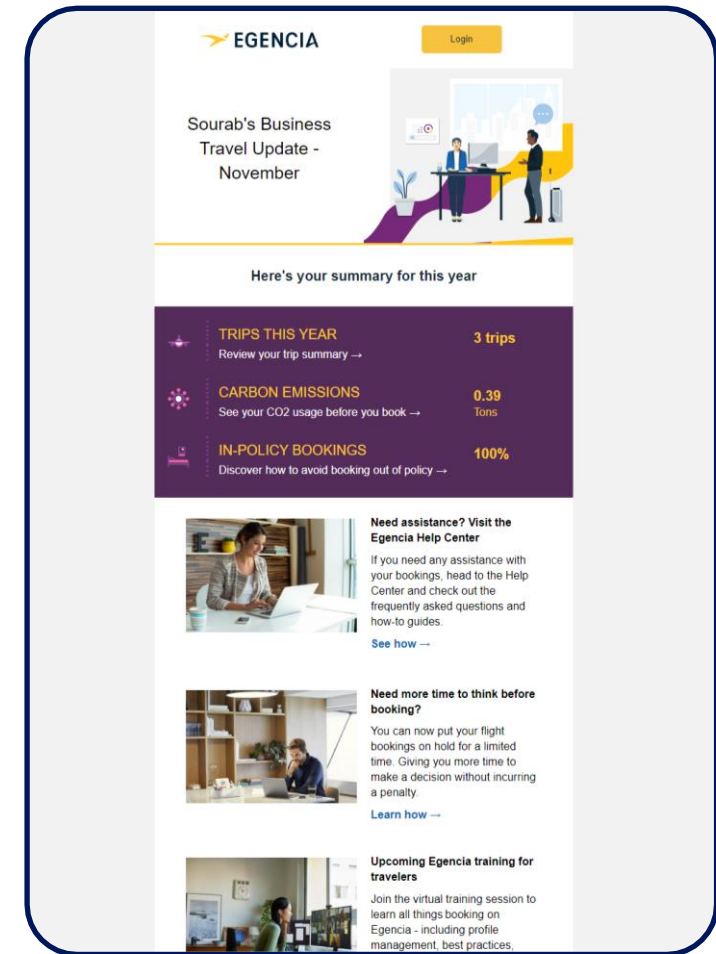 EGENCIA
Login
Sourab's Business
Travel Update -
November
Here's your summary for this year
TRIPS THIS YEAR
3 trips
Review your trip summary →
CARBON EMISSIONS
0.39
See your CO2 usage before you book →
Tons
IN-POLICY BOOKINGS
100%
Discover how to avoid booking out of policy →
Need assistance? Visit the
Egencia Help Center
If you need any assistance with
your bookings, head to the Help
Center and check out the
frequently asked questions and
how-to guides.
See how →
Need more time to think before
booking?
You can now put your flight
bookings on hold for a limited
time. Giving you more time to
make a decision without incurring
a penalty.
Learn how →
Upcoming Egencia training for
travelers
Join the virtual training session to
learn all things booking on
Egencia - including profile
management, best practices,